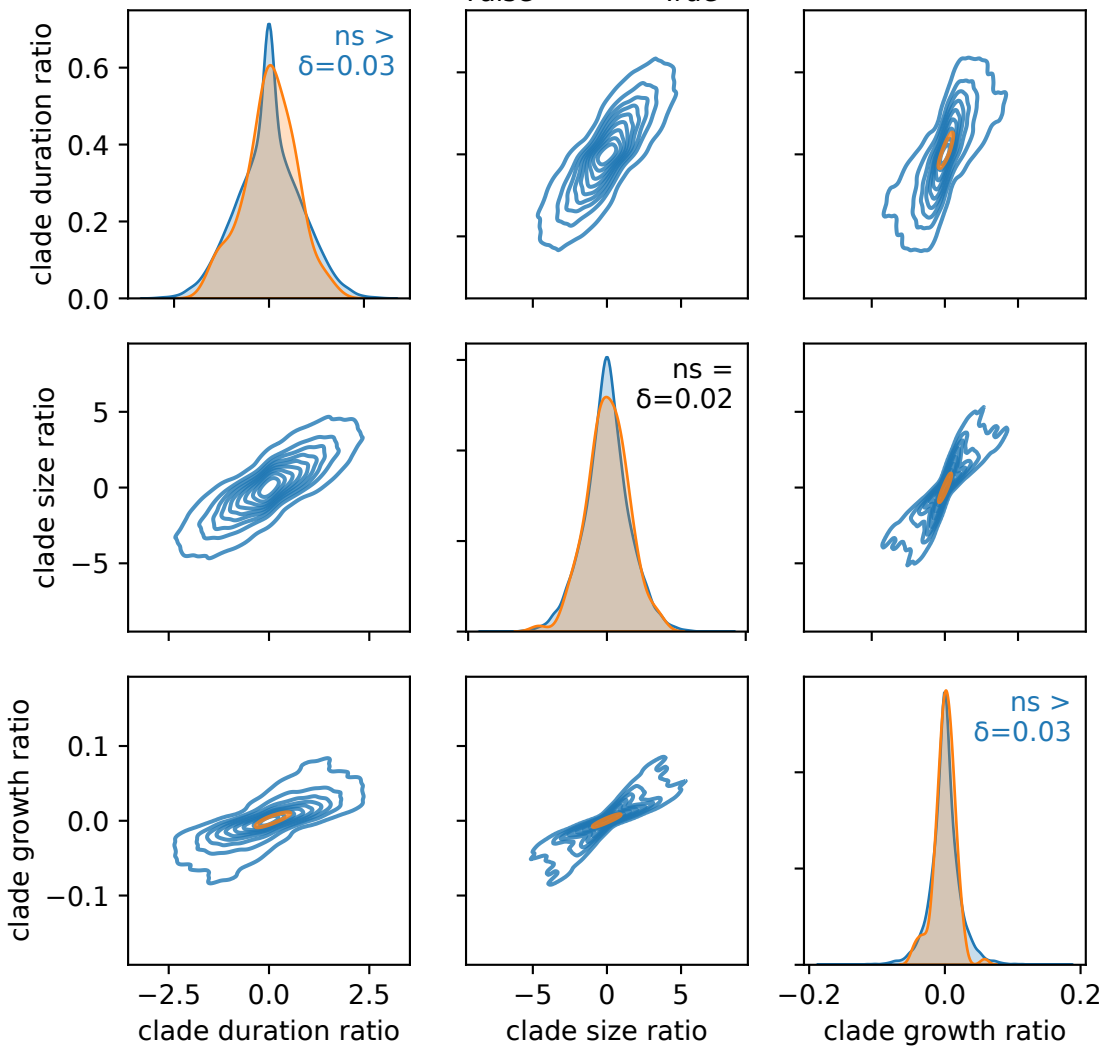 clade duration ratio
0.6
0.4
0.2
0.0
ns >
δ=0.03
clade size ratio
5
0
−5
ns =
δ=0.02
−5 0 5
clade growth ratio
0.1
0.0
−0.1
ns >
δ=0.03
−2.5 0.0 2.5
−5 0 5
−0.2 0.0 0.2
clade duration ratio
clade size ratio
clade growth ratio